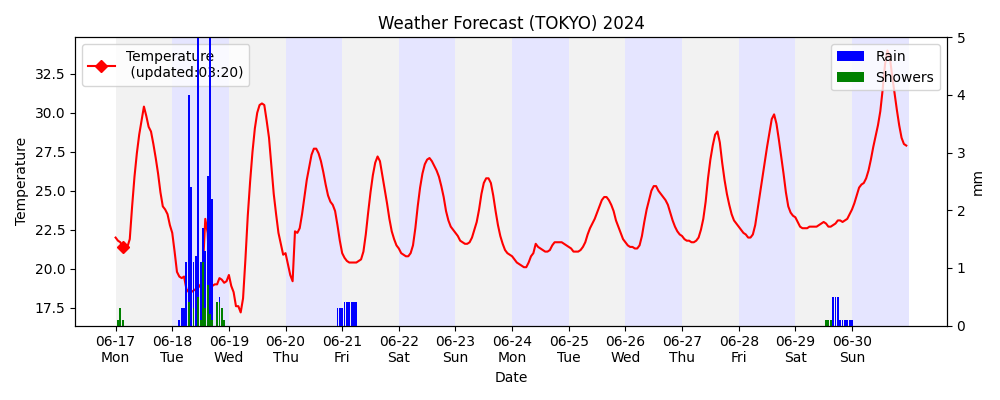 Weather Forecast (TOKYO) 2024
Temperature
(updated:03:20)
Rain
Showers
Temperature
32.5
30.0
27.5
25.0
22.5
20.0
17.5
5
4
3
2
1
0
mm
06-17 06-18 06-19 06-20 06-21 06-22 06-23 06-24 06-25 06-26 06-27 06-28 06-29 06-30
Mon Tue Wed Thu Fri Sat Sun Mon Tue Wed Thu Fri Sat Sun
Date